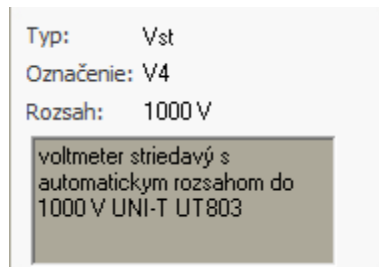 Typ: Vst
Označenie: V4
Rozsah: 1000 V
voltmeter striedavý s
automatickym rozsahom do
1000 V UNI-T UT803